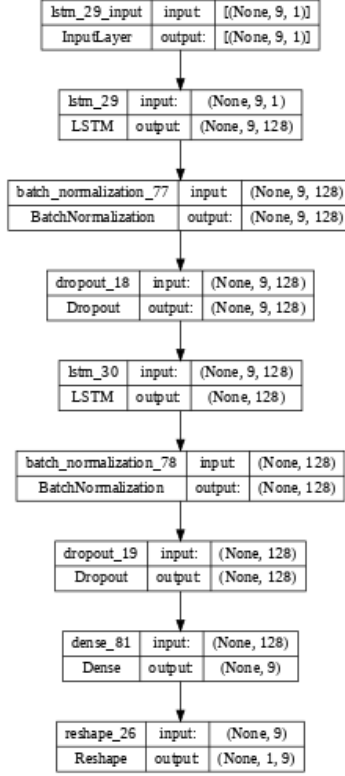 lstm_29_input input: [(None, 9, 1)]
InputLayer output: [(None, 9, 1)]
lstm_29 input: (None, 9, 1)
LSTM output: (None, 9, 128)
batch_normalization_77 input: (None, 9, 128)
BatchNormalization output: (None, 9, 128)
dropout_18 input: (None, 9, 128)
Dropout output: (None, 9, 128)
lstm_30 input: (None, 9, 128)
LSTM output: (None, 128)
batch_normalization_78 input: (None, 128)
BatchNormalization output: (None, 128)
dropout_19 input: (None, 128)
Dropout output: (None, 128)
dense_81 input: (None, 128)
Dense output: (None, 9)
reshape_26 input: (None, 9)
Reshape output: (None, 1, 9)